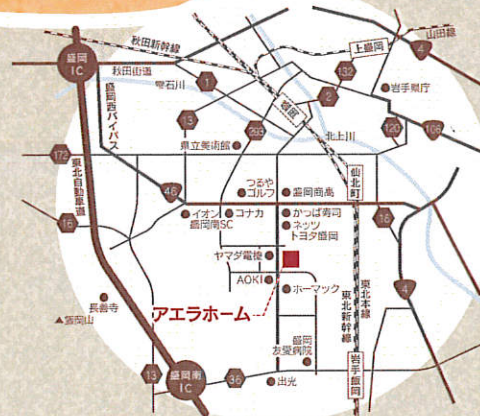 秋田新幹線
上盛岡
山田線
4
盛岡
IC
秋田街道
雫石川
1
132
2
岩手県庁
盛岡
盛岡西バイパス
13
293
北上川
120
106
県立美術館
172
東北自動車道
46
つるや
ゴルフ
盛岡商高
仙北町
16
イオン
盛岡南SC
コナカ
かっぱ寿司
ネッツ
トヨタ盛岡
16
ヤマダ電機
AOKI
ホーマック
東北新幹線
東北本線
4
長善寺
アエラホーム
盛岡
友愛病院
岩手飯岡
盛岡南
IC
13
36
出光